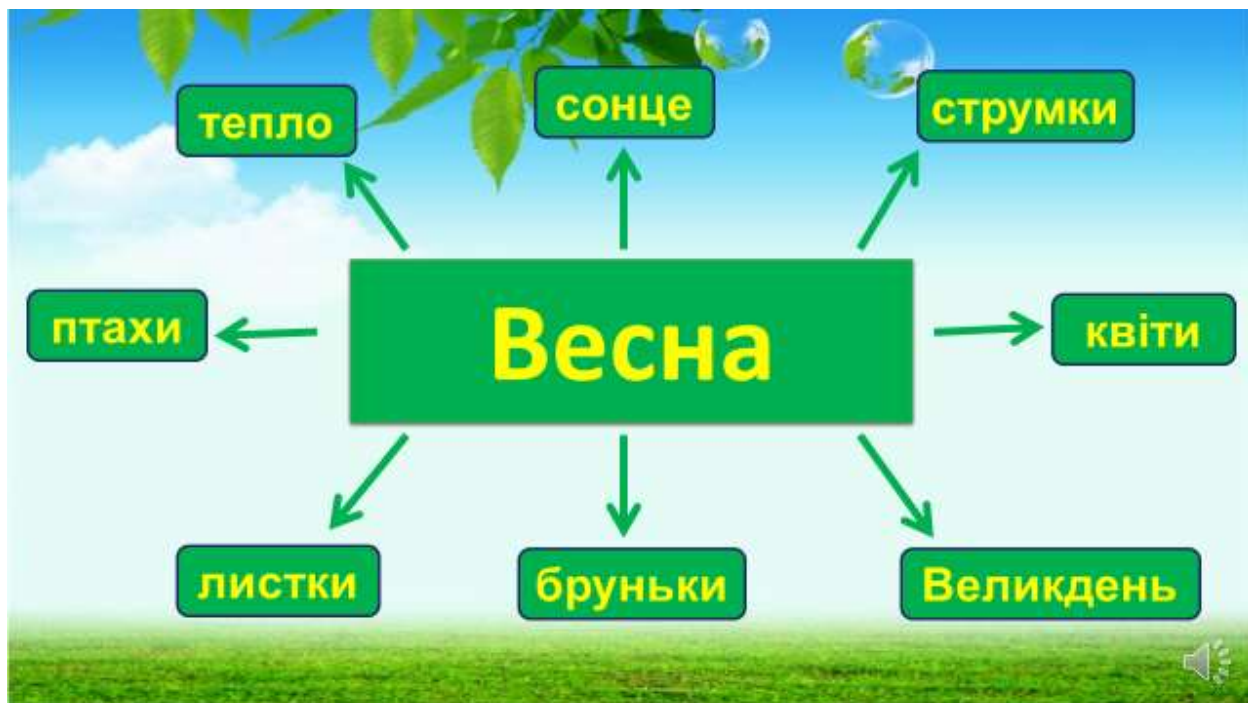 тепло
сонце
струмки
птахи
Весна
квіти
листки
бруньки
Великдень